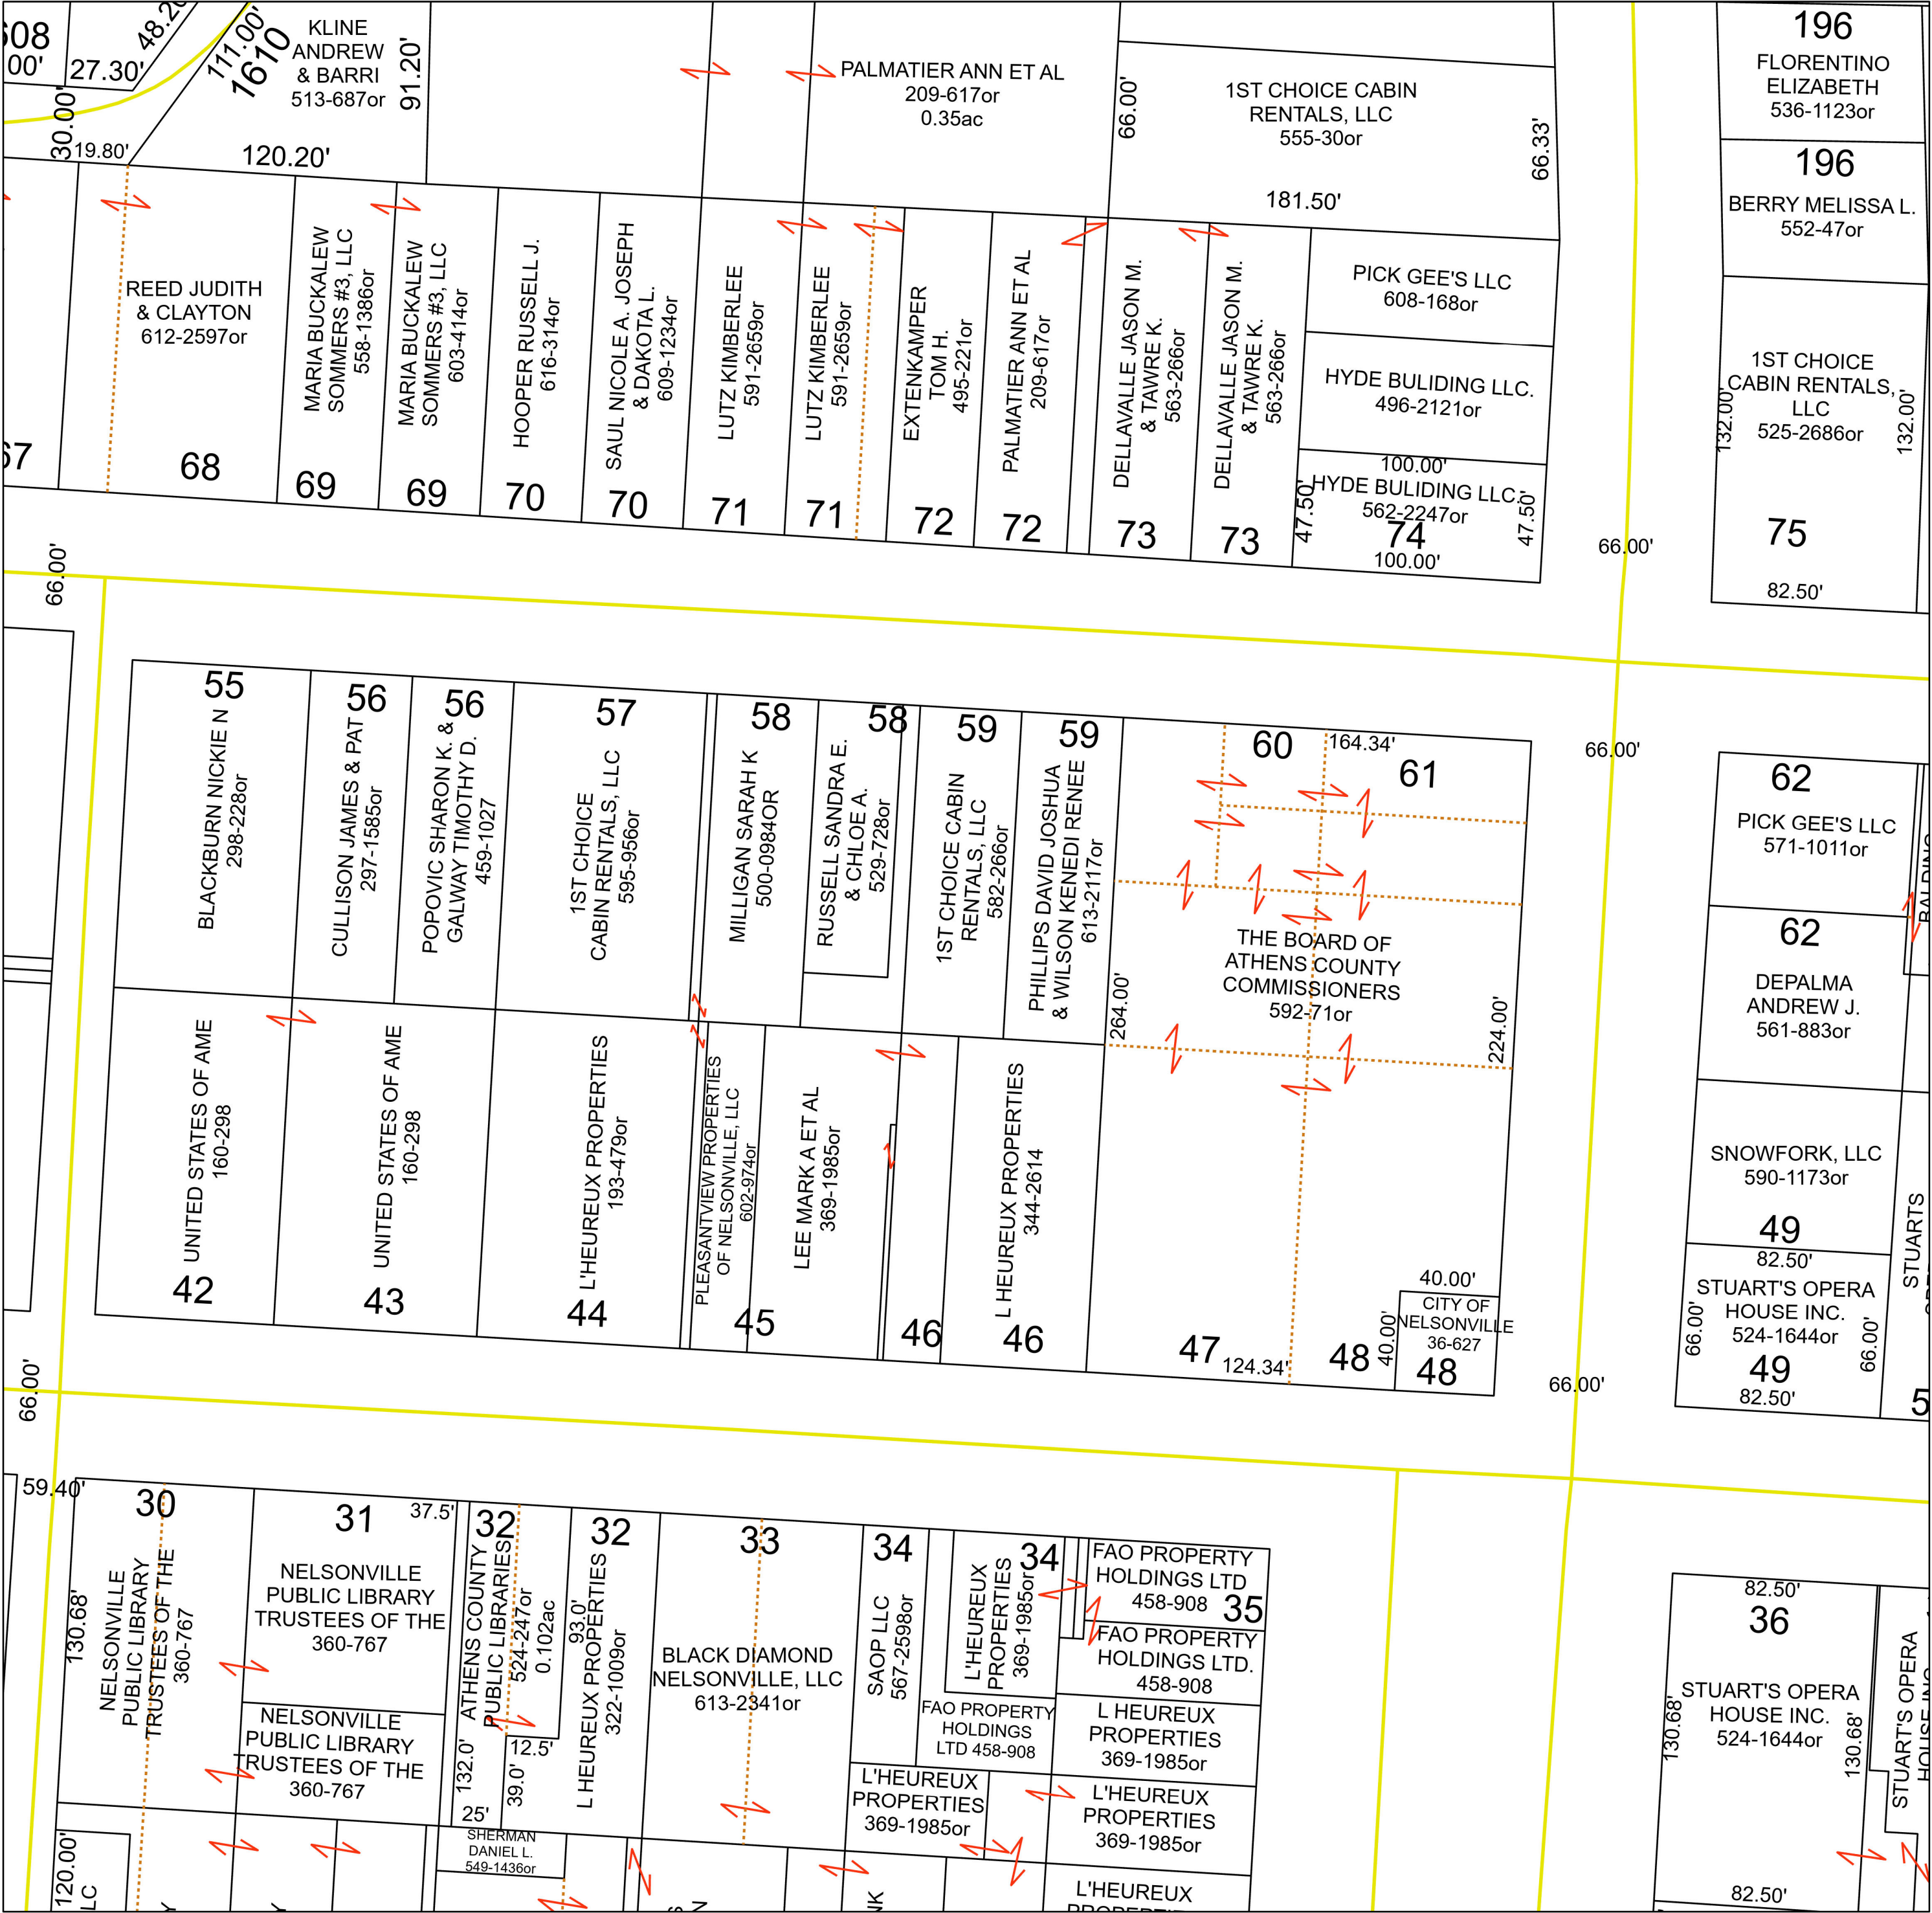 48.20
111.00'
1610
KLINE
ANDREW
& BARRI
513-687or
91.20'
608
00'
27.30'
30.00'
19.80'
120.20'
PALMATIER ANN ET AL
209-617or
0.35ac
66.00'
1ST CHOICE CABIN
RENTALS, LLC
555-30or
66.33'
181.50'
196
FLORENTINO
ELIZABETH
536-1123or
196
BERRY MELISSA L.
552-47or
67
REED JUDITH
& CLAYTON
612-2597or
68
MARIA BUCKALEW
SOMMERS #3, LLC
558-1386or
69
MARIA BUCKALEW
SOMMERS #3, LLC
603-414or
69
HOOPER RUSSELL J.
616-314or
70
SAUL NICOLE A. JOSEPH
& DAKOTA L.
609-1234or
70
LUTZ KIMBERLEE
591-2659or
71
LUTZ KIMBERLEE
591-2659or
71
EXTENKAMPER
TOM H.
495-221or
72
PALMATIER ANN ET AL
209-617or
72
DELLAVALLE JASON M.
& TAWRE K.
563-266or
73
DELLAVALLE JASON M.
& TAWRE K.
563-266or
73
PICK GEE'S LLC
608-168or
HYDE BULIDING LLC.
496-2121or
100.00'
HYDE BULIDING LLC.
562-2247or
47.50'
47.50'
74
100.00'
66.00'
1ST CHOICE
CABIN RENTALS,
LLC
525-2686or
132.00'
132.00'
75
82.50'
66.00'
55
BLACKBURN NICKIE N
298-228or
56
CULLISON JAMES & PAT
297-1585or
56
POPOVIC SHARON K. &
GALWAY TIMOTHY D.
459-1027
57
1ST CHOICE
CABIN RENTALS, LLC
595-956or
58
MILLIGAN SARAH K
500-0984OR
58
RUSSELL SANDRA E.
& CHLOE A.
529-728or
59
1ST CHOICE CABIN
RENTALS, LLC
582-266or
59
PHILLIPS DAVID JOSHUA
& WILSON KENEDI RENEE
613-2117or
60
164.34'
61
THE BOARD OF
ATHENS COUNTY
COMMISSIONERS
592-71or
264.00'
224.00'
66.00'
62
PICK GEE'S LLC
571-1011or
62
DEPALMA
ANDREW J.
561-883or
SNOWFORK, LLC
590-1173or
49
82.50'
STUART'S OPERA
HOUSE INC.
524-1644or
66.00'
66.00'
49
82.50'
STUARTS
5
UNITED STATES OF AME
160-298
42
UNITED STATES OF AME
160-298
43
L'HEUREUX PROPERTIES
193-479or
44
PLEASANTVIEW PROPERTIES
OF NELSONVILLE, LLC
602-974or
45
LEE MARK A ET AL
369-1985or
46
L HEUREUX PROPERTIES
344-2614
46
47
124.34'
48
40.00'
40.00'
CITY OF
NELSONVILLE
36-627
48
66.00'
66.00'
59.40'
30
NELSONVILLE
PUBLIC LIBRARY
TRUSTEES OF THE
360-767
130.68'
31
37.5'
NELSONVILLE
PUBLIC LIBRARY
TRUSTEES OF THE
360-767
NELSONVILLE
PUBLIC LIBRARY
TRUSTEES OF THE
360-767
32
ATHENS COUNTY
PUBLIC LIBRARIES
524-247or
0.102ac
93.0'
132.0'
39.0'
12.5'
25'
32
L HEUREUX PROPERTIES
322-1009or
33
BLACK DIAMOND
NELSONVILLE, LLC
613-2341or
34
SAOP LLC
567-2598or
34
L'HEUREUX
PROPERTIES
369-1985or
FAO PROPERTY
HOLDINGS LTD
458-908
35
FAO PROPERTY
HOLDINGS LTD.
458-908
FAO PROPERTY
HOLDINGS
LTD 458-908
L HEUREUX
PROPERTIES
369-1985or
L'HEUREUX
PROPERTIES
369-1985or
L'HEUREUX
PROPERTIES
369-1985or
SHERMAN
DANIEL L.
549-1436or
L'HEUREUX
120.00'
LLC
82.50'
36
STUART'S OPERA
HOUSE INC.
524-1644or
130.68'
130.68'
82.50'
STUART'S OPERA